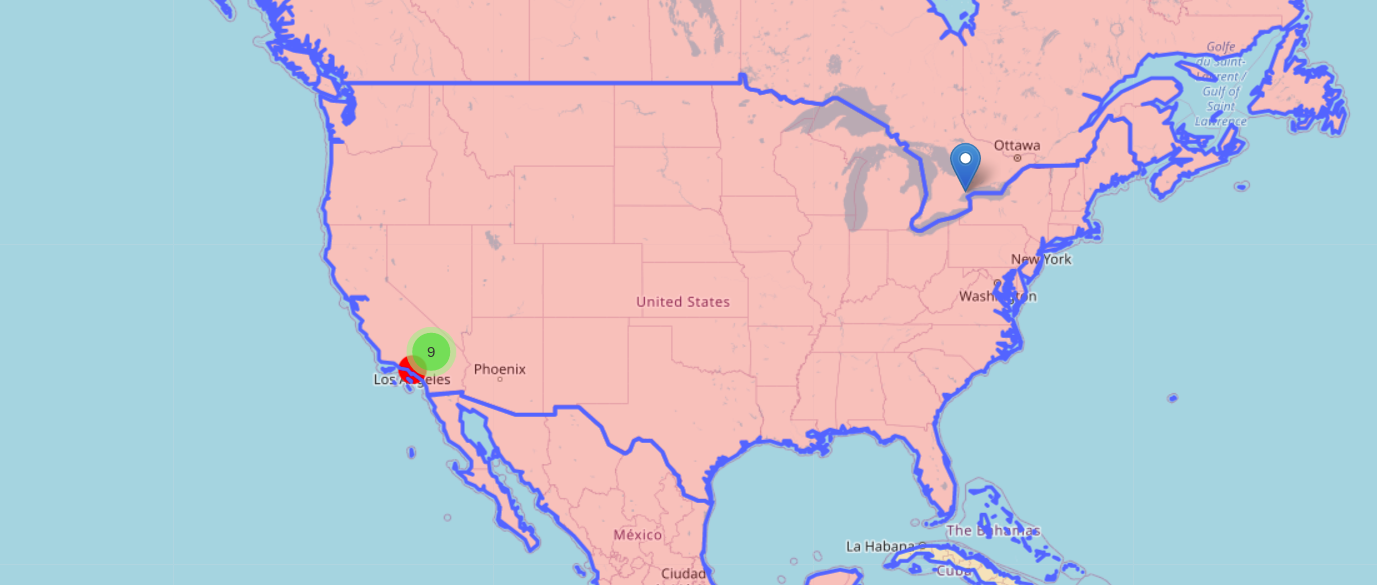 Golfe
du Saint-
Laurent /
Gulf of
Saint
Lawrence
Ottawa
New York
Washington
United States
9
Phoenix
Los Angeles
México
La Habana
The Bahamas
Cuba
Ciudad